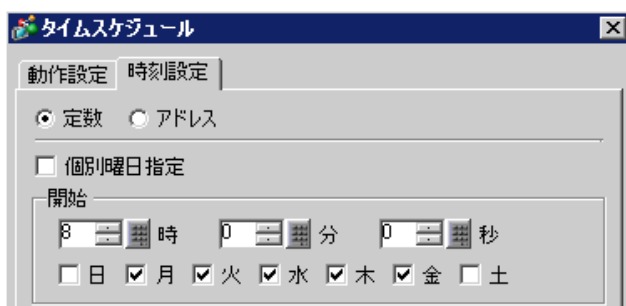 タイムスケジュール
動作設定 時刻設定
定数 アドレス
個別曜日指定
開始
8 時 0 分 0 秒
日 月 火 水 木 金 土